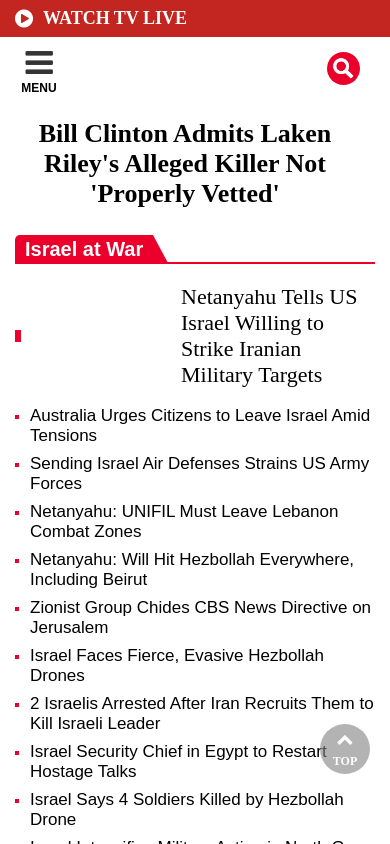 WATCH TV LIVE
MENU
Bill Clinton Admits Laken
Riley's Alleged Killer Not
'Properly Vetted'
Israel at War
Netanyahu Tells US
Israel Willing to
Strike Iranian
Military Targets
Australia Urges Citizens to Leave Israel Amid
Tensions
Sending Israel Air Defenses Strains US Army
Forces
Netanyahu: UNIFIL Must Leave Lebanon
Combat Zones
Netanyahu: Will Hit Hezbollah Everywhere,
Including Beirut
Zionist Group Chides CBS News Directive on
Jerusalem
Israel Faces Fierce, Evasive Hezbollah
Drones
2 Israelis Arrested After Iran Recruits Them to
Kill Israeli Leader
Israel Security Chief in Egypt to Restart
Hostage Talks
TOP
Israel Says 4 Soldiers Killed by Hezbollah
Drone